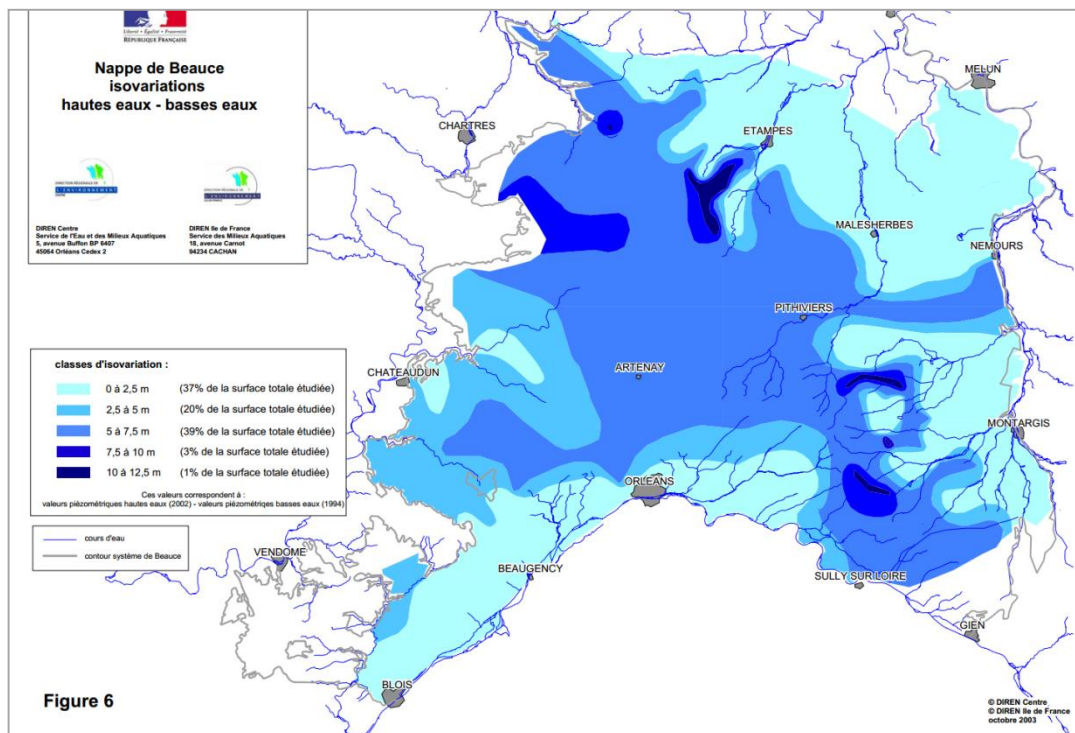 Liberté • Égalité • Fraternité
RÉPUBLIQUE FRANÇAISE
Nappe de Beauce
isovariations
hautes eaux - basses eaux
DIREN Centre
Service de l'Eau et des Milieux Aquatiques
5, avenue Buffon BP 6407
45064 Orléans Cedex 2
DIREN Ile de France
Service des Milieux Aquatiques
18, avenue Carnot
94234 CACHAN
MELUN
CHARTRES
ETAMPES
MALESHERBES
NEMOURS
PITHIVIERS
classes d'isovariation :
0 à 2,5 m (37% de la surface totale étudiée)
2,5 à 5 m (20% de la surface totale étudiée)
5 à 7,5 m (39% de la surface totale étudiée)
7,5 à 10 m (3% de la surface totale étudiée)
10 à 12,5 m (1% de la surface totale étudiée)
Ces valeurs correspondent à :
valeurs piézométriques hautes eaux (2002) - valeurs piézométries basses eaux (1994)
CHATEAUDUN
ARTENAY
MONTARGIS
ORLEANS
cours d'eau
contour système de Beauce
VENDOME
BEAUGENCY
SULLY SUR LOIRE
GIEN
BLOIS
Figure 6
© DIREN Centre
© DIREN Ile de France
octobre 2003